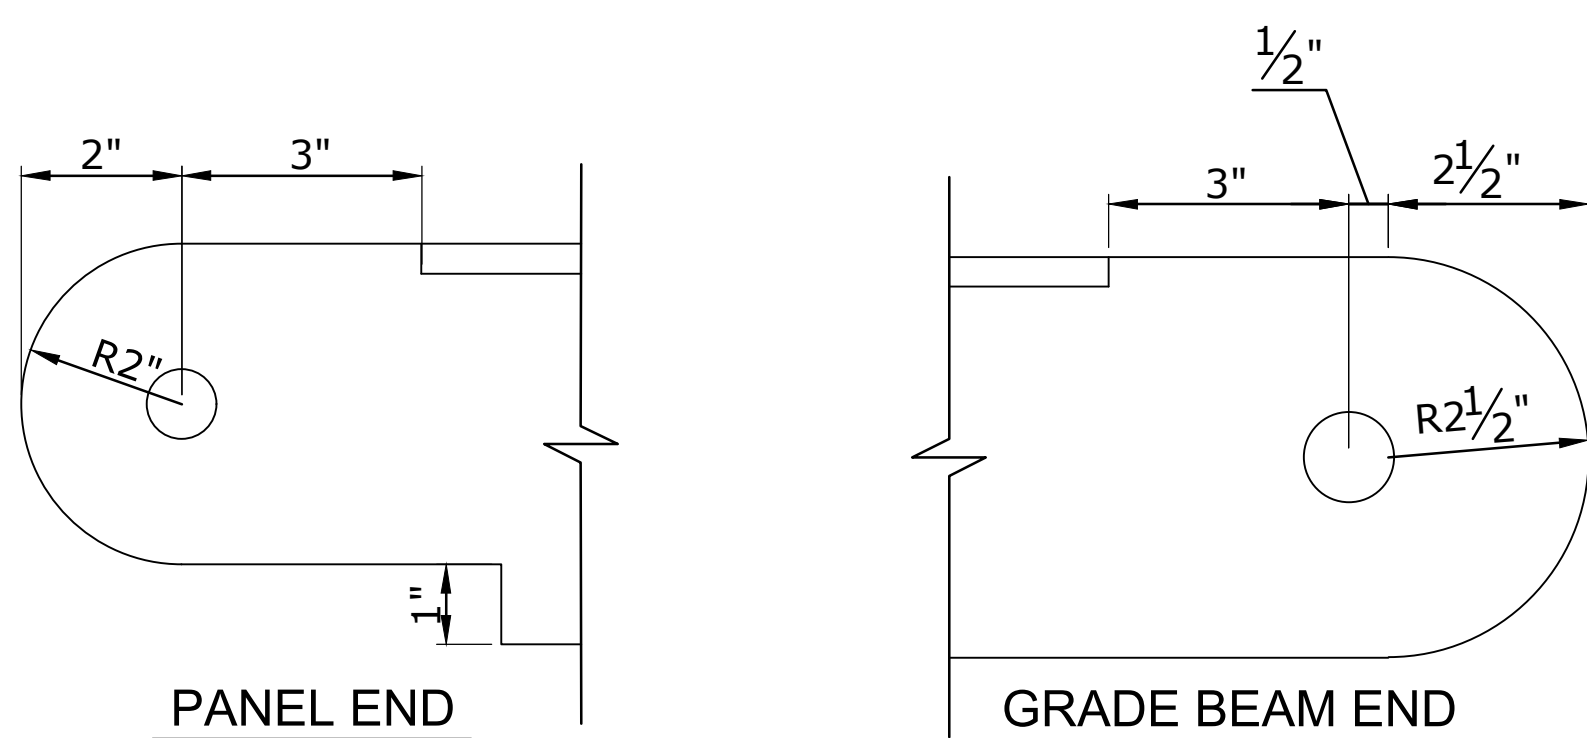 2"
3"
R2"
1"
PANEL END
½"
3"
2½"
R2½"
GRADE BEAM END